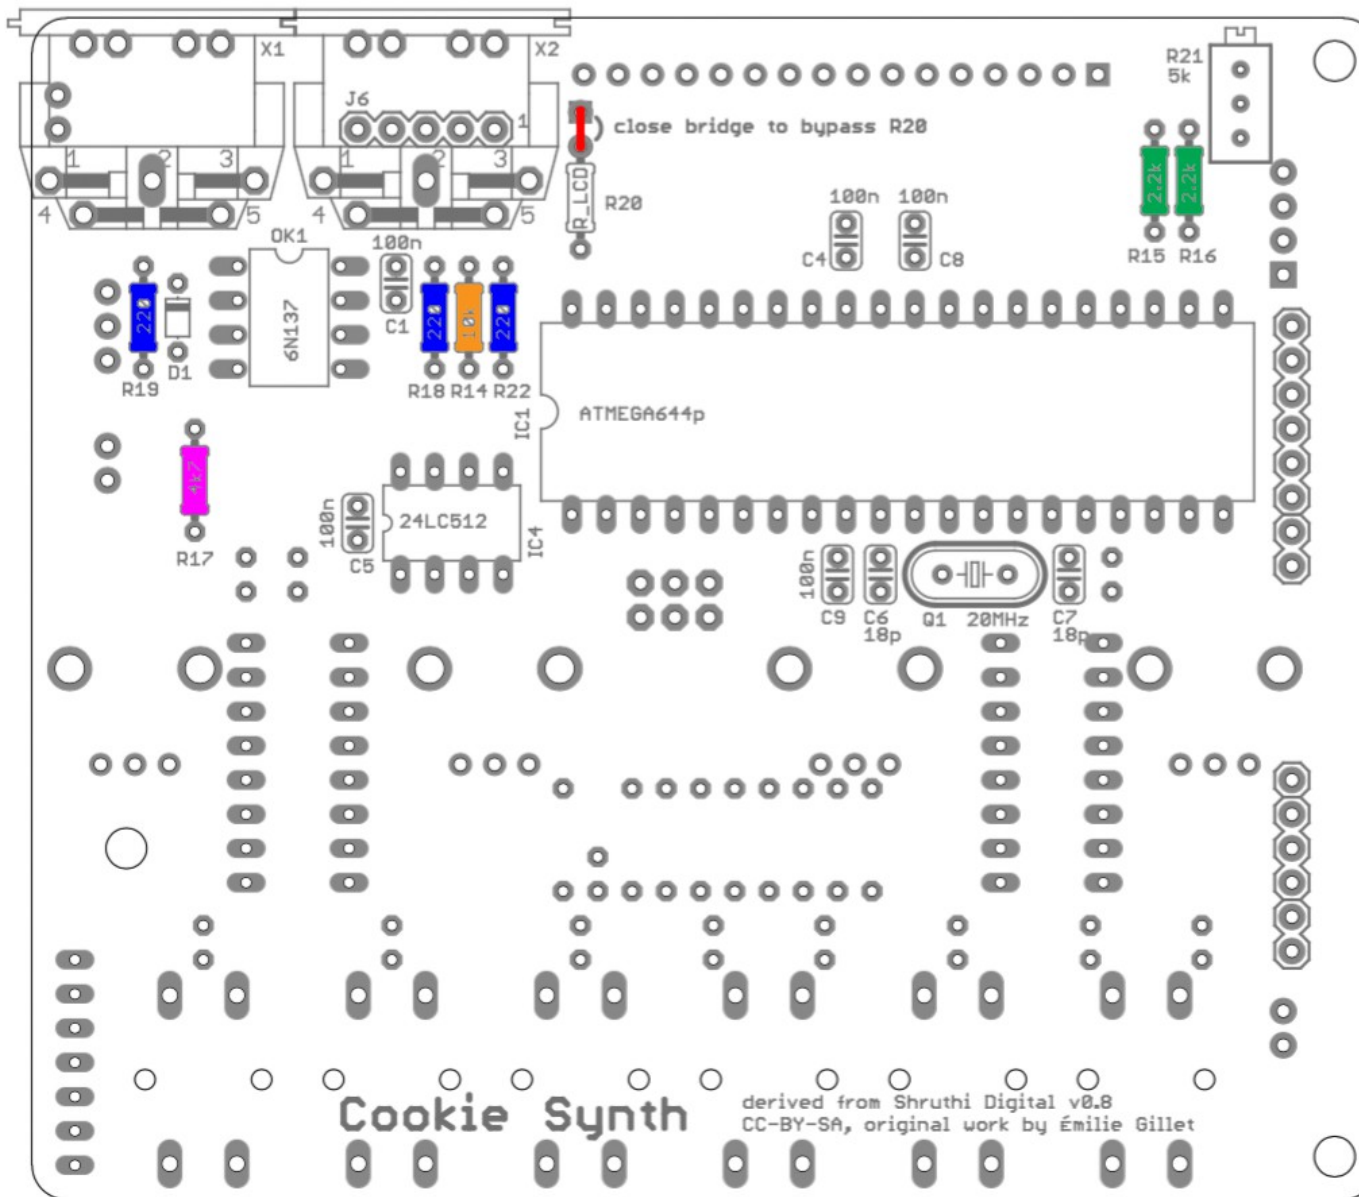 X1
X2
R21
5k
J6
1
close bridge to bypass R20
1 2 3
1 2 3
4 5
4 5
R_LCD
R20
2.2k
2.2k
R15 R16
100n 100n
C4 C8
OK1
100n
C1
220
6N137
220
10k
220
R19
D1
R18 R14 R22
IC1
ATMEGA644p
4k7
R17
100n
24LC512
IC4
C5
100n
C9
C6
18p
Q1 20MHz
C7
18p
Cookie Synth
derived from Shruthi Digital v0.8
CC-BY-SA, original work by Émilie Gillet